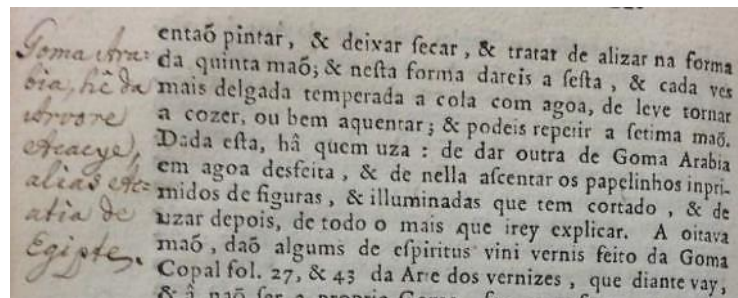 entaõ pintar, & deixar ſecar, & tratar de alizar na forma
da quinta maõ; & neſta forma dareis a ſeſta, & cada ves
mais delgada temperada a cola com agoa, de leve tornar
a cozer, ou bem aquentar; & podeis repetir a ſetima maõ.
Dada eſta, hâ quem uza : de dar outra de Goma Arabia
em agoa desfeita, & de nella aſcentar os papelinhos inpri-
midos de figuras, & illuminadas que tem cortado, & de
uzar depois, de todo o mais que irey explicar. A oitava
maõ, daõ algums de eſpiritus vini vernis feito da Goma
Copal fol. 27, & 43 da Arte dos vernizes, que diante vay,
Goma Ara=
bia, hê da
Arvore
Acacye,
alias Ac=
atia de
Egipte.